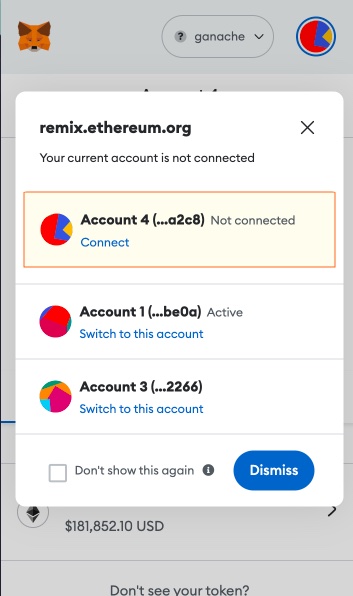 ganache
remix.ethereum.org
Your current account is not connected
Account 4 (...a2c8) Not connected
Connect
Account 1 (...be0a) Active
Switch to this account
Account 3 (...2266)
Switch to this account
Don't show this again
Dismiss
$181,852.10 USD
Don't see your token?